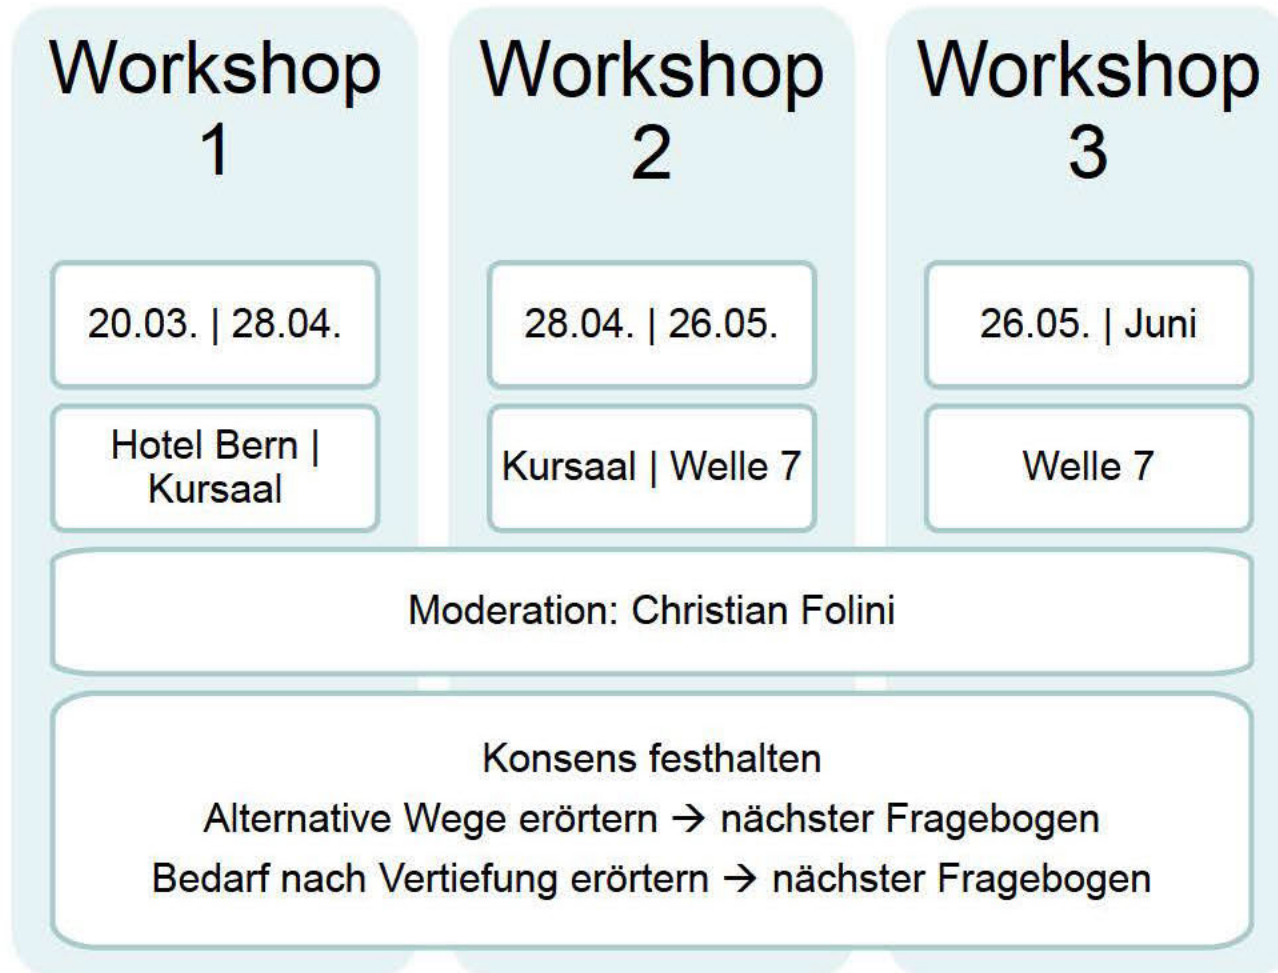 Workshop
1
Workshop
2
Workshop
3
20.03. | 28.04.
28.04. | 26.05.
26.05. | Juni
Hotel Bern |
Kursaal
Kursaal | Welle 7
Welle 7
Moderation: Christian Folini
Konsens festhalten
Alternative Wege erörtern → nächster Fragebogen
Bedarf nach Vertiefung erörtern → nächster Fragebogen